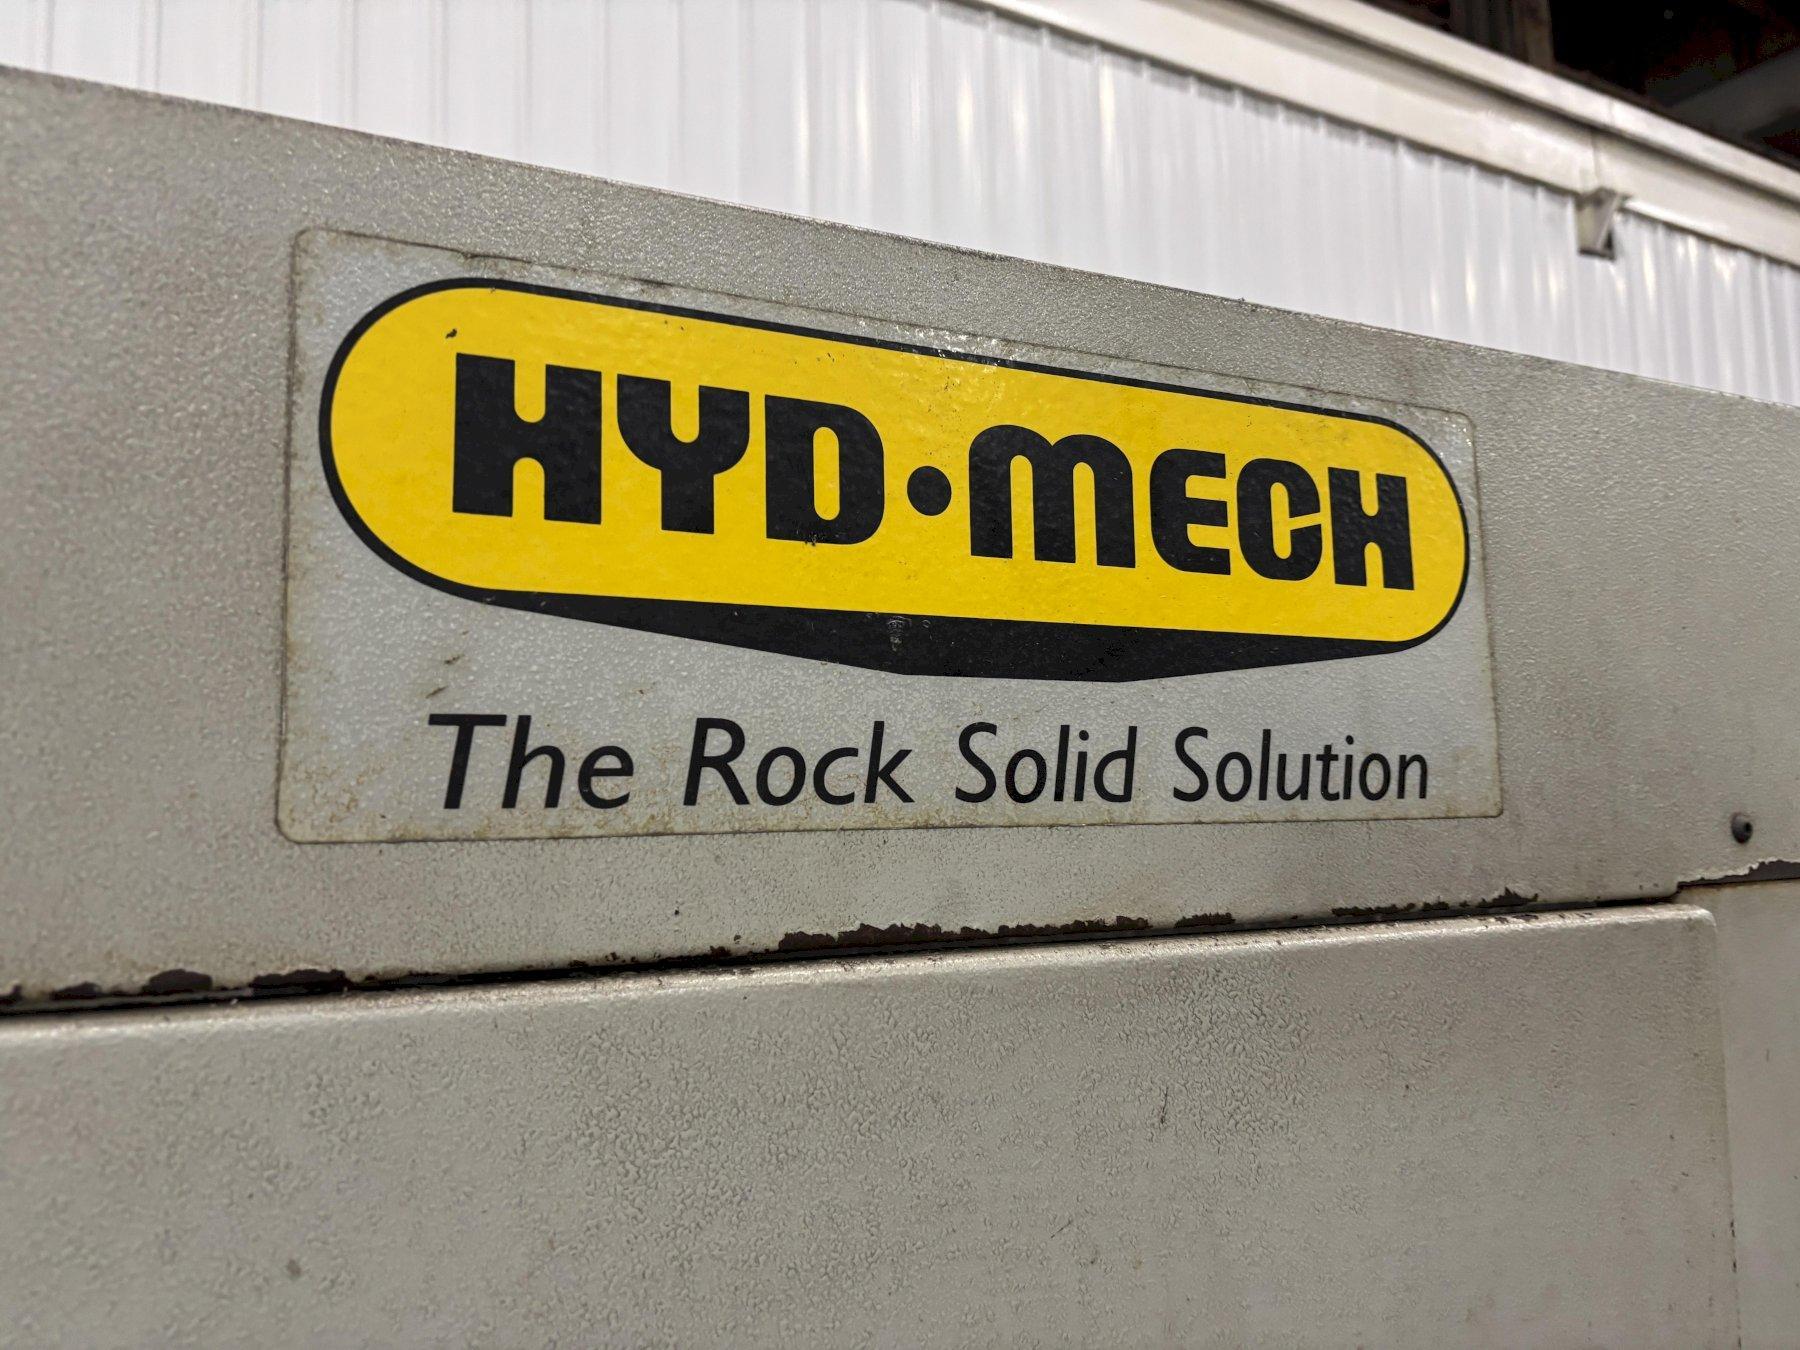 HYD•MECH
The Rock Solid Solution